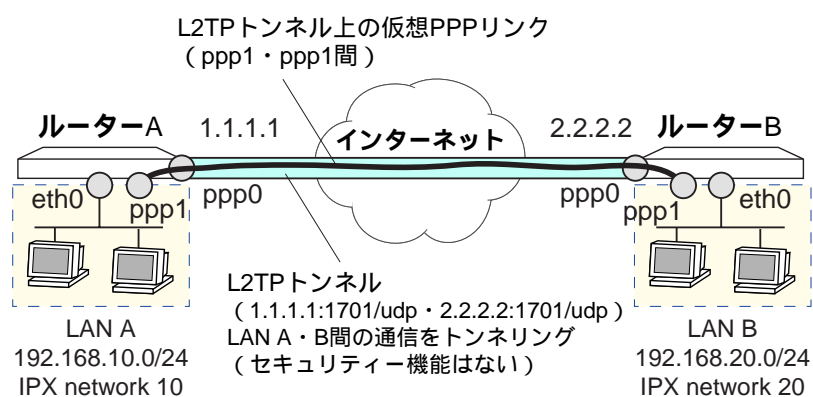 L2TPトンネル上の仮想PPPリンク
（ppp1・ppp1間）
ルーターA
1.1.1.1
インターネット
2.2.2.2
ルーターB
eth0
ppp1
ppp0
ppp0
ppp1
eth0
L2TPトンネル
（1.1.1.1:1701/udp・2.2.2.2:1701/udp）
LAN A・B間の通信をトンネリング
（セキュリティー機能はない）
LAN A
192.168.10.0/24
IPX network 10
LAN B
192.168.20.0/24
IPX network 20